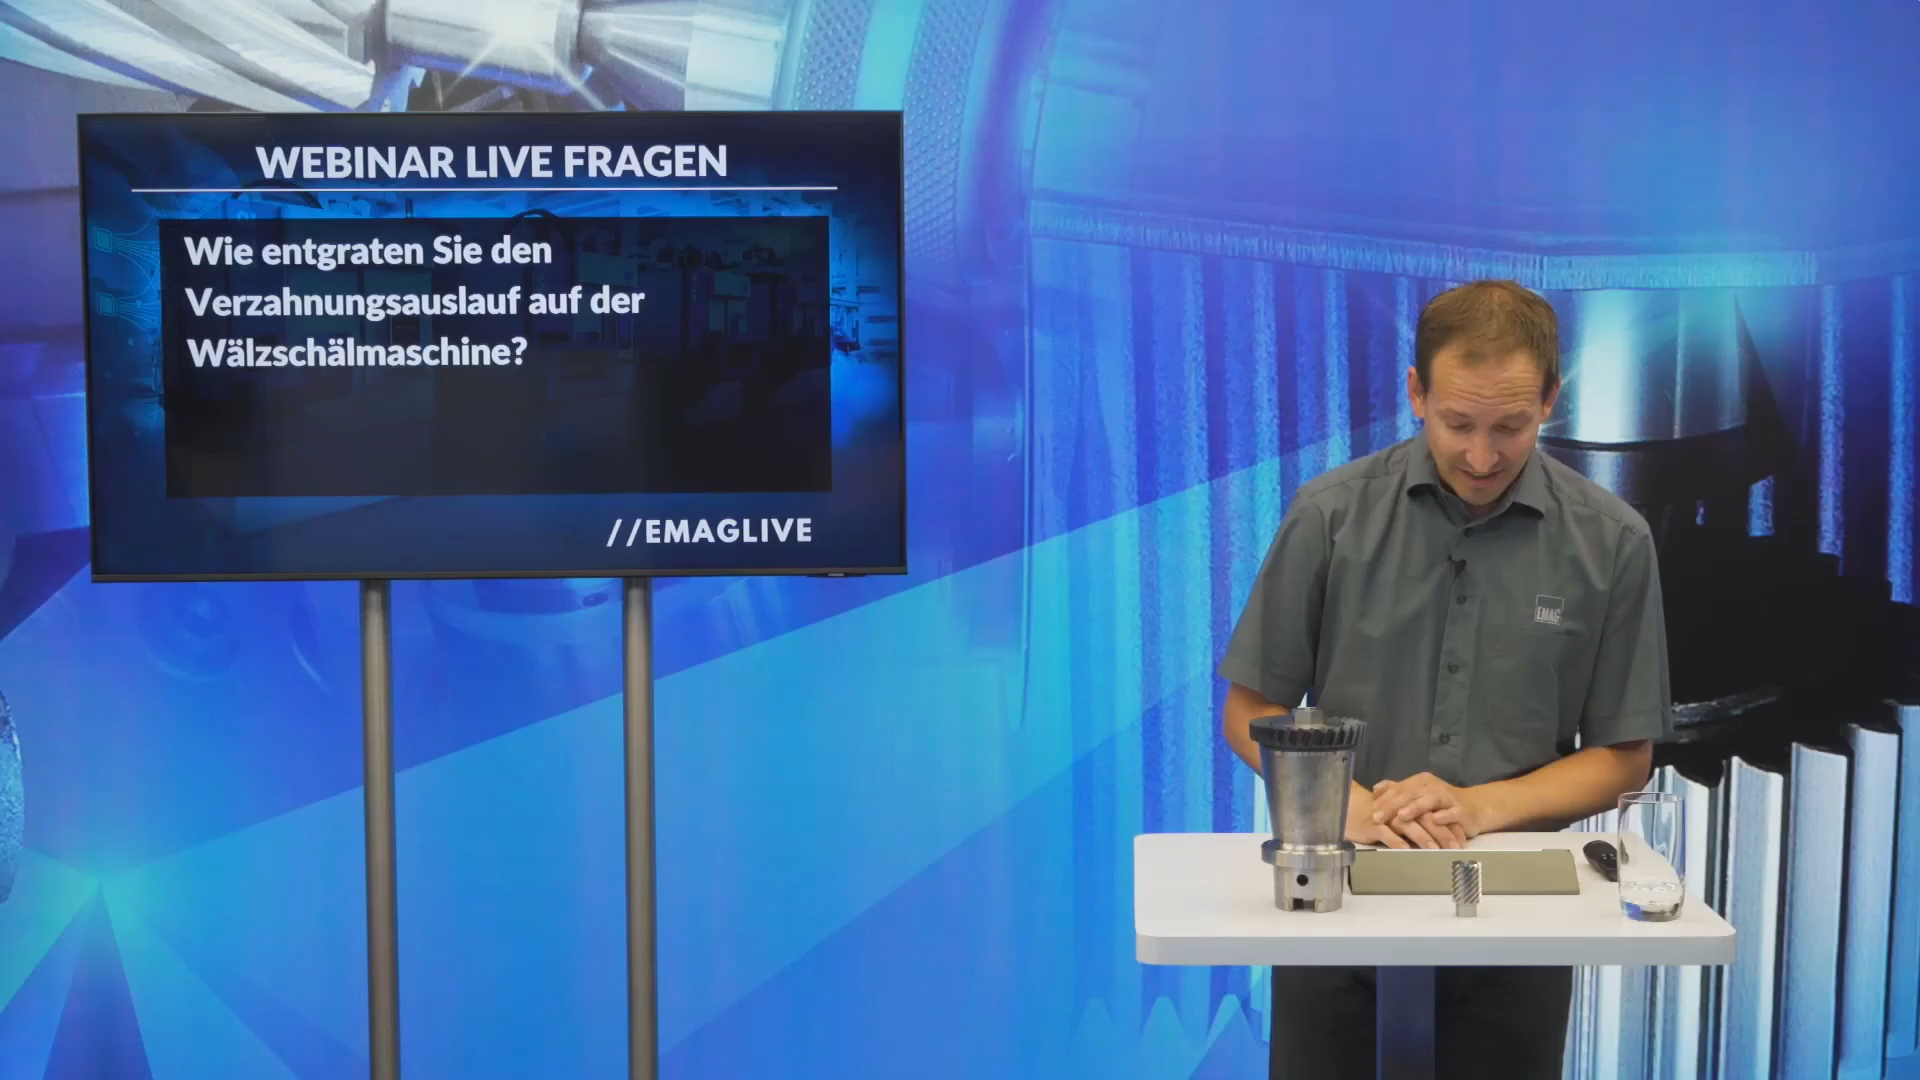 WEBINAR LIVE FRAGEN
Wie entgraten Sie den
Verzahnungsauslauf auf der
Wälzschälmaschine?
//EMAGLIVE
EMAG